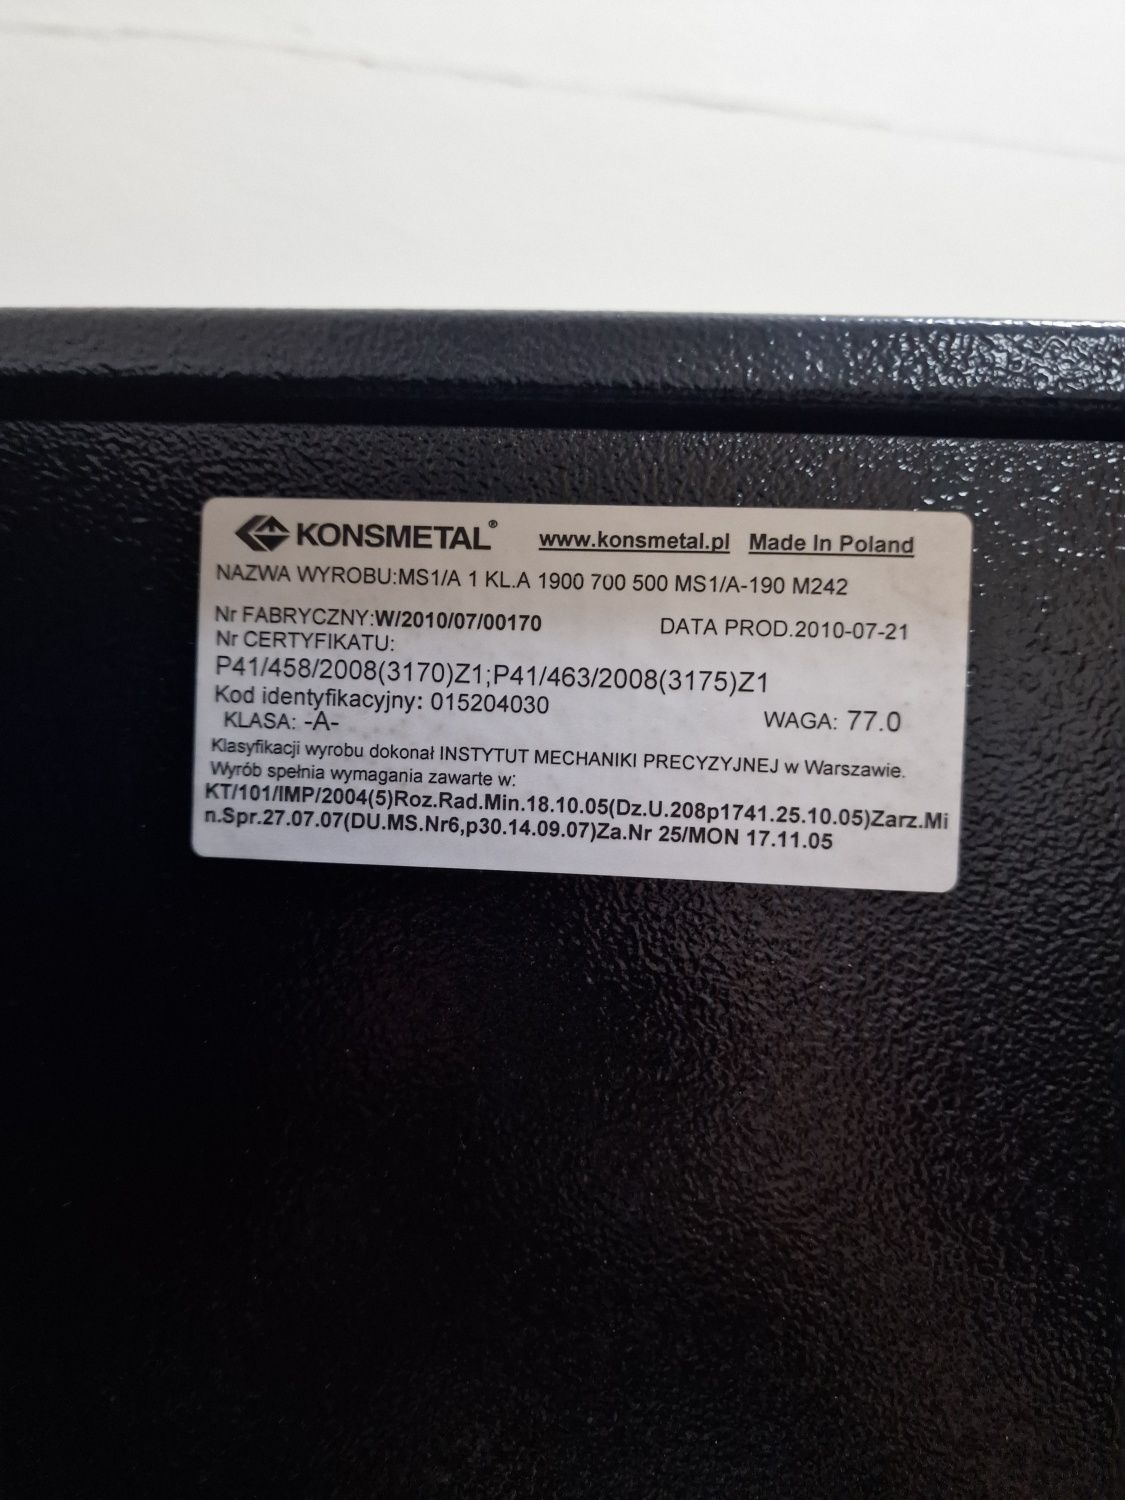 KONSMETAL® www.konsmetal.pl Made In Poland
NAZWA WYROBU:MS1/A 1 KL.A 1900 700 500 MS1/A-190 M242
Nr FABRYCZNY:W/2010/07/00170 DATA PROD.2010-07-21
Nr CERTYFIKATU:
P41/458/2008(3170)Z1;P41/463/2008(3175)Z1
Kod identyfikacyjny: 015204030
KLASA: -A- WAGA: 77.0
Klasyfikacji wyrobu dokonał INSTYTUT MECHANIKI PRECYZYJNEJ w Warszawie.
Wyrób spełnia wymagania zawarte w:
KT/101/IMP/2004(5)Roz.Rad.Min.18.10.05(Dz.U.208p1741.25.10.05)Zarz.Mi
n.Spr.27.07.07(DU.MS.Nr6,p30.14.09.07)Za.Nr 25/MON 17.11.05